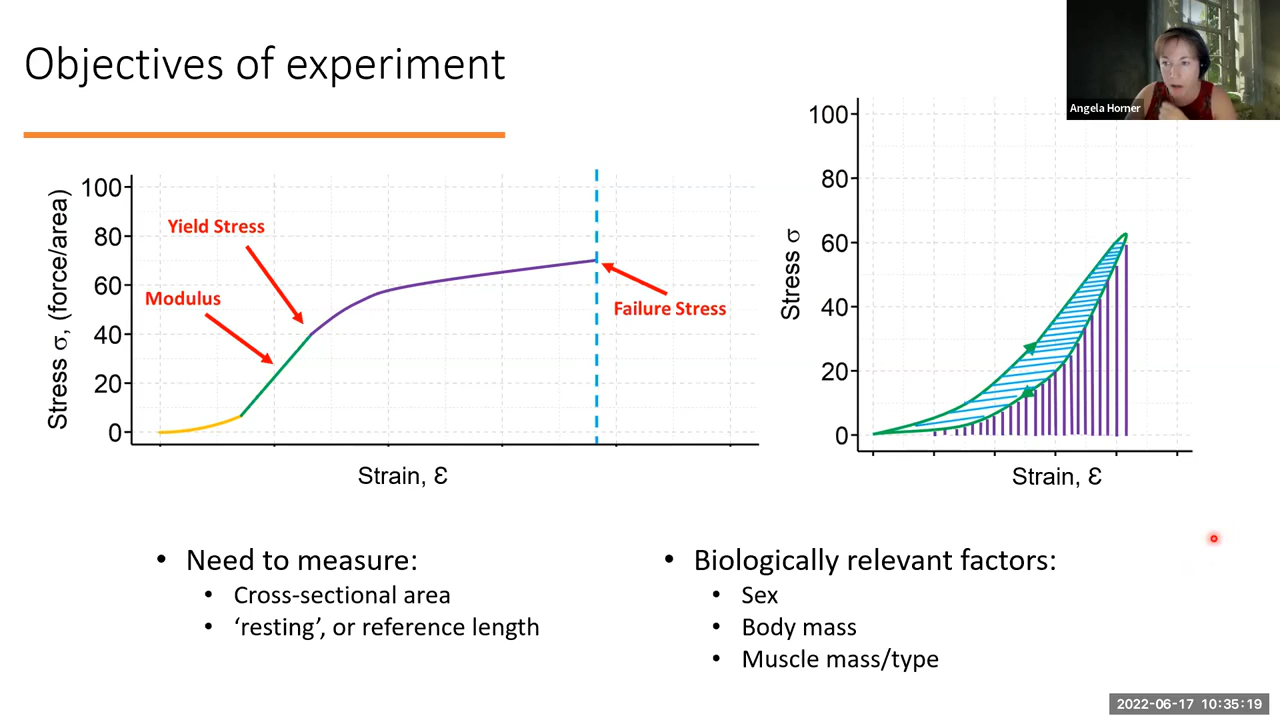 Objectives of experiment
Angela Horner
Stress σ, (force/area)
100
80
60
40
20
0
Yield Stress
Modulus
Failure Stress
Strain, Ɛ
Stress σ
100
80
60
40
20
0
Strain, Ɛ
• Need to measure:
• Cross-sectional area
• ‘resting’, or reference length
• Biologically relevant factors:
• Sex
• Body mass
• Muscle mass/type
2022-06-17 10:35:19